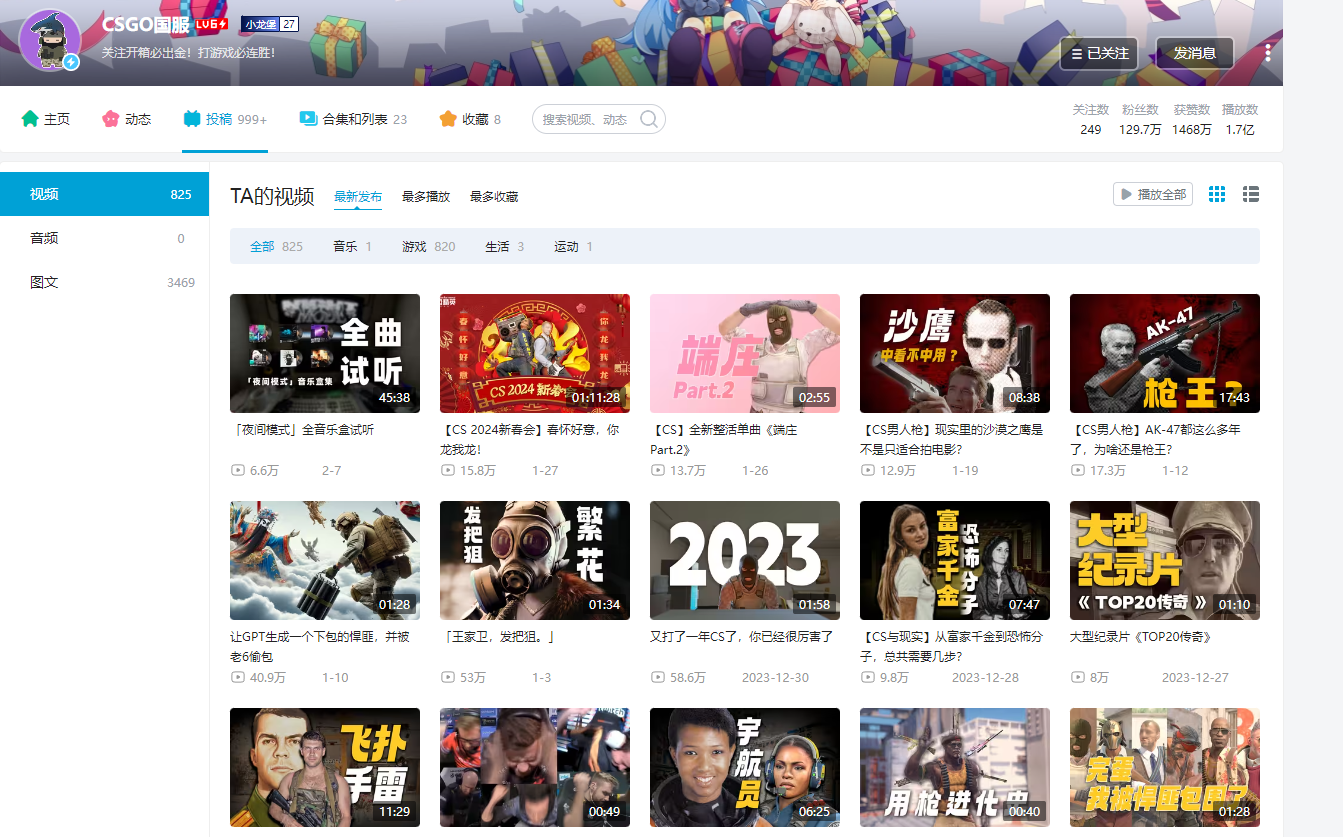 CSGO国服 LV6 小龙堡 27
关注开箱必出金！打游戏必连胜！
已关注 发消息
主页 动态 投稿 999+ 合集和列表 23 收藏 8 搜索视频、动态
关注数 粉丝数 获赞数 播放数
249 129.7万 1468万 1.7亿
视频 825
音频 0
图文 3469
TA的视频 最新发布 最多播放 最多收藏 播放全部
全部 825 音乐 1 游戏 820 生活 3 运动 1
全曲
试听
「夜间模式」音乐盒集
45:38
「夜间模式」全音乐盒试听
6.6万 2-7
春怀好意
你龙我龙
CS 2024 新春会
01:11:28
【CS 2024新春会】春怀好意，你
龙我龙！
15.8万 1-27
端庄
Part.2
02:55
【CS】全新整活单曲《端庄
Part.2》
13.7万 1-26
沙鹰
中看不中用？
08:38
【CS男人枪】现实里的沙漠之鹰是
不是只适合拍电影？
12.9万 1-19
AK-47
枪王？
17:43
【CS男人枪】AK-47都这么多年
了，为啥还是枪王？
17.3万 1-12
01:28
让GPT生成一个下包的悍匪，并被
老6偷包
40.9万 1-10
发把狙
繁花
01:34
「王家卫，发把狙。」
53万 1-3
2023
01:58
又打了一年CS了，你已经很厉害了
58.6万 2023-12-30
富家千金
恐怖分子
07:47
【CS与现实】从富家千金到恐怖分
子，总共需要几步？
9.8万 2023-12-28
大型
纪录片
《 TOP20传奇 》
01:10
大型纪录片《TOP20传奇》
8万 2023-12-27
飞扑
手雷
11:29
00:49
宇航员
06:25
用枪进化史
00:40
完蛋
我被悍匪包围了
01:28